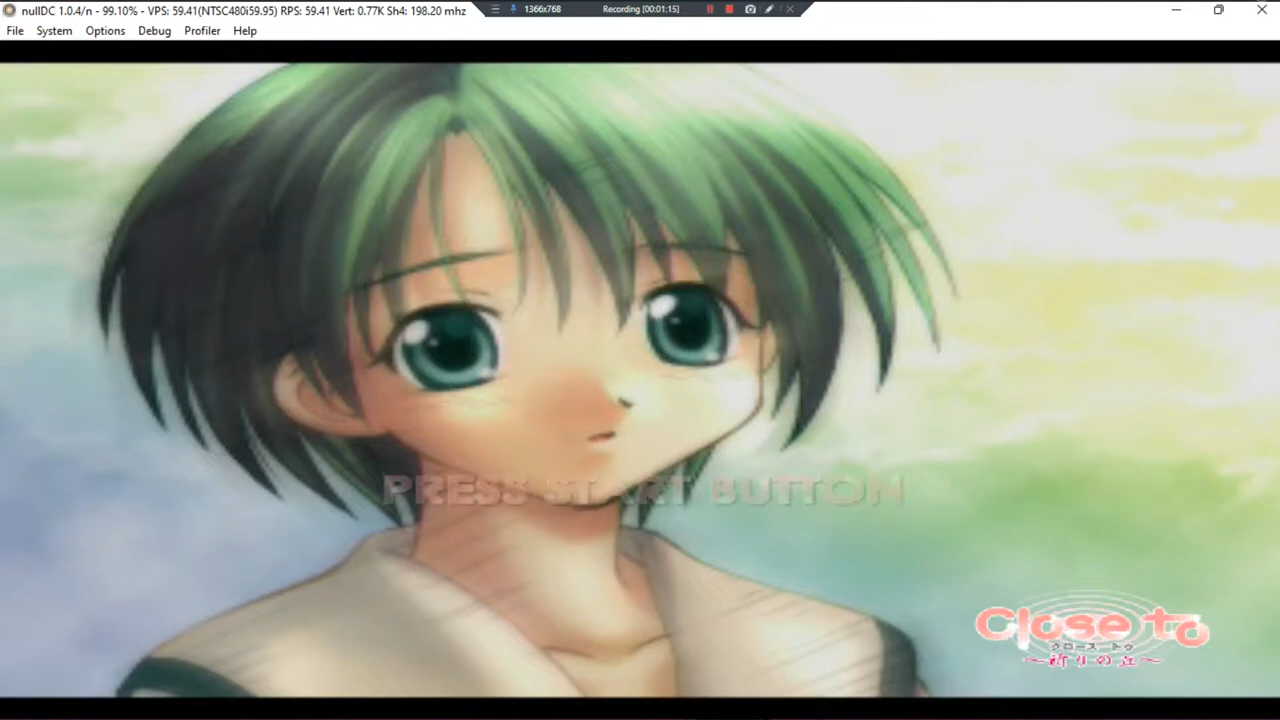 nullDC 1.0.4/n - 99.10% - VPS: 59.41(NTSC480i59.95) RPS: 59.41 Vert: 0.77K Sh4: 198.20 mhz
1366x768
Recording [00:01:15]
File System Options Debug Profiler Help
PRESS START BUTTON
Close to
クローズ トゥ
～祈りの丘～